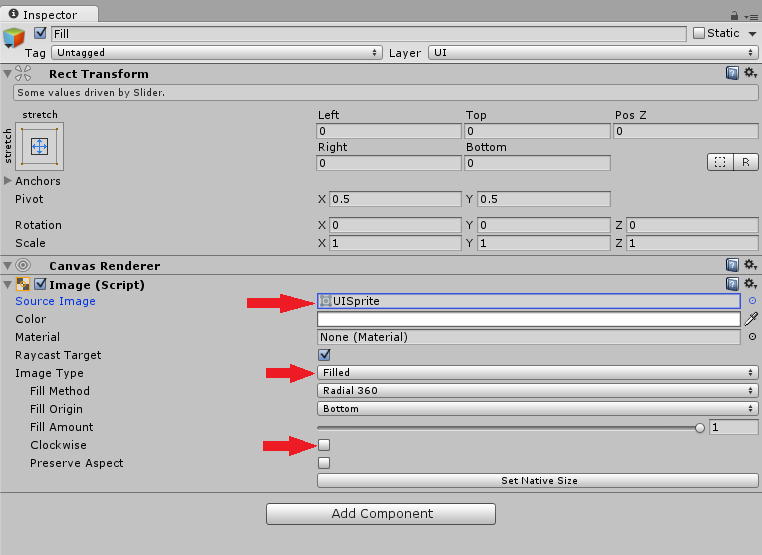 Inspector
Fill
Static
Tag Untagged Layer UI
Rect Transform
Some values driven by Slider.
stretch
stretch
Left Top Pos Z
0 0 0
Right Bottom
0 0
R
Anchors
Pivot X 0.5 Y 0.5
Rotation X 0 Y 0 Z 0
Scale X 1 Y 1 Z 1
Canvas Renderer
Image (Script)
Source Image UISprite
Color
Material None (Material)
Raycast Target
Image Type Filled
Fill Method Radial 360
Fill Origin Bottom
Fill Amount 1
Clockwise
Preserve Aspect
Set Native Size
Add Component